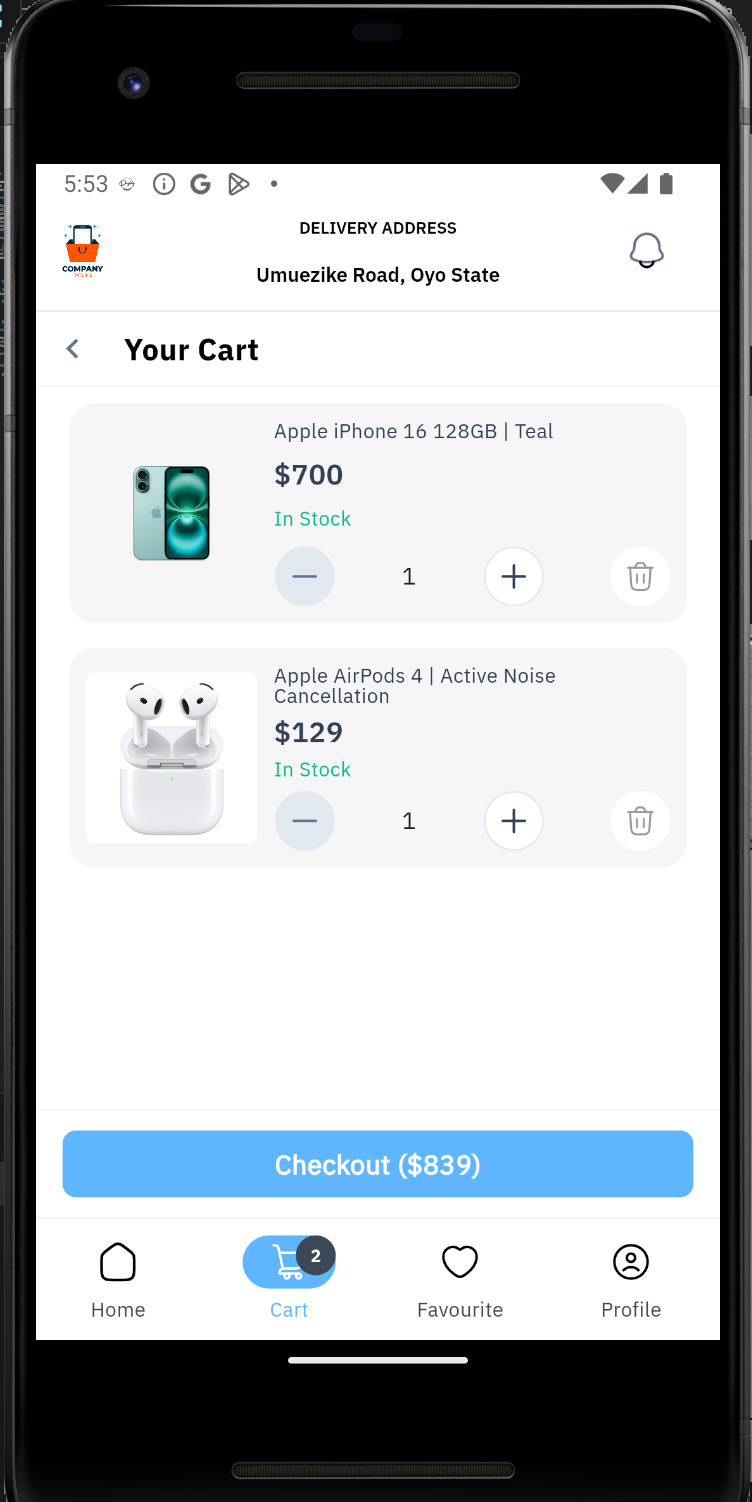 5:53
DELIVERY ADDRESS
COMPANY
Umuezike Road, Oyo State
Your Cart
Apple iPhone 16 128GB | Teal
$700
In Stock
1
Apple AirPods 4 | Active Noise
Cancellation
$129
In Stock
1
Checkout ($839)
2
Home
Cart
Favourite
Profile